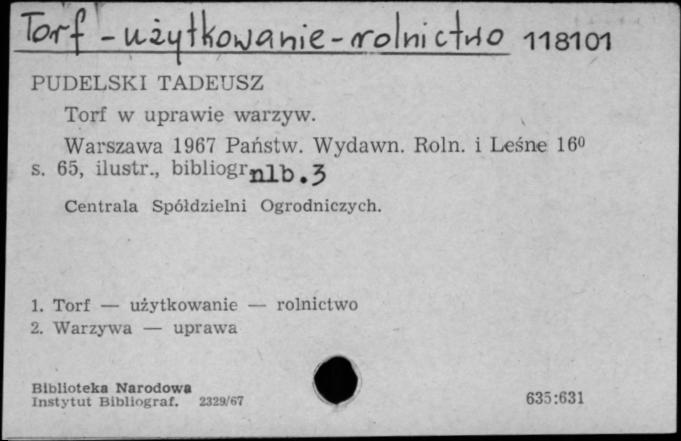 Torf - użytkowanie - rolnictwo 118101
PUDELSKI TADEUSZ
Torf w uprawie warzyw.
Warszawa 1967 Państw. Wydawn. Roln. i Leśne 16⁰
s. 65, ilustr., bibliogr nlb.3
Centrala Spółdzielni Ogrodniczych.
1. Torf — użytkowanie — rolnictwo
2. Warzywa — uprawa
Biblioteka Narodowa
Instytut Bibliograf. 2329/67
635:631